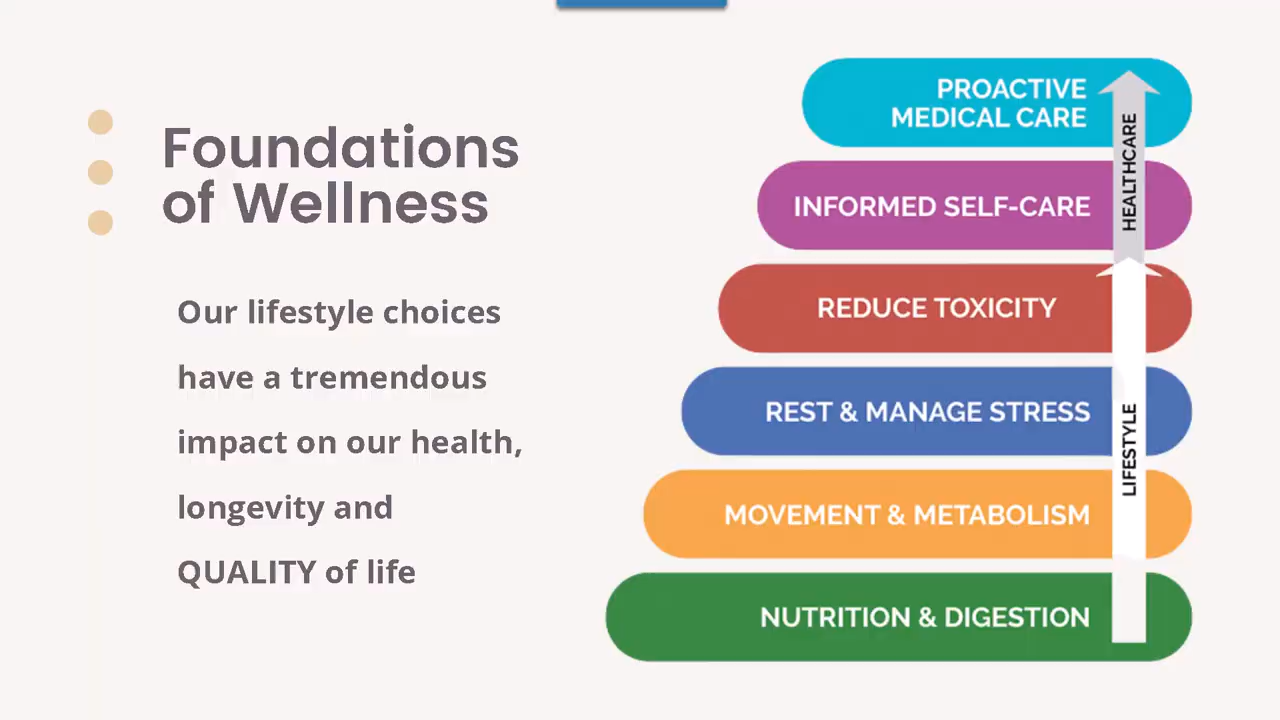 Foundations
of Wellness
Our lifestyle choices
have a tremendous
impact on our health,
longevity and
QUALITY of life
PROACTIVE
MEDICAL CARE
INFORMED SELF-CARE
REDUCE TOXICITY
REST & MANAGE STRESS
MOVEMENT & METABOLISM
NUTRITION & DIGESTION
HEALTHCARE
LIFESTYLE